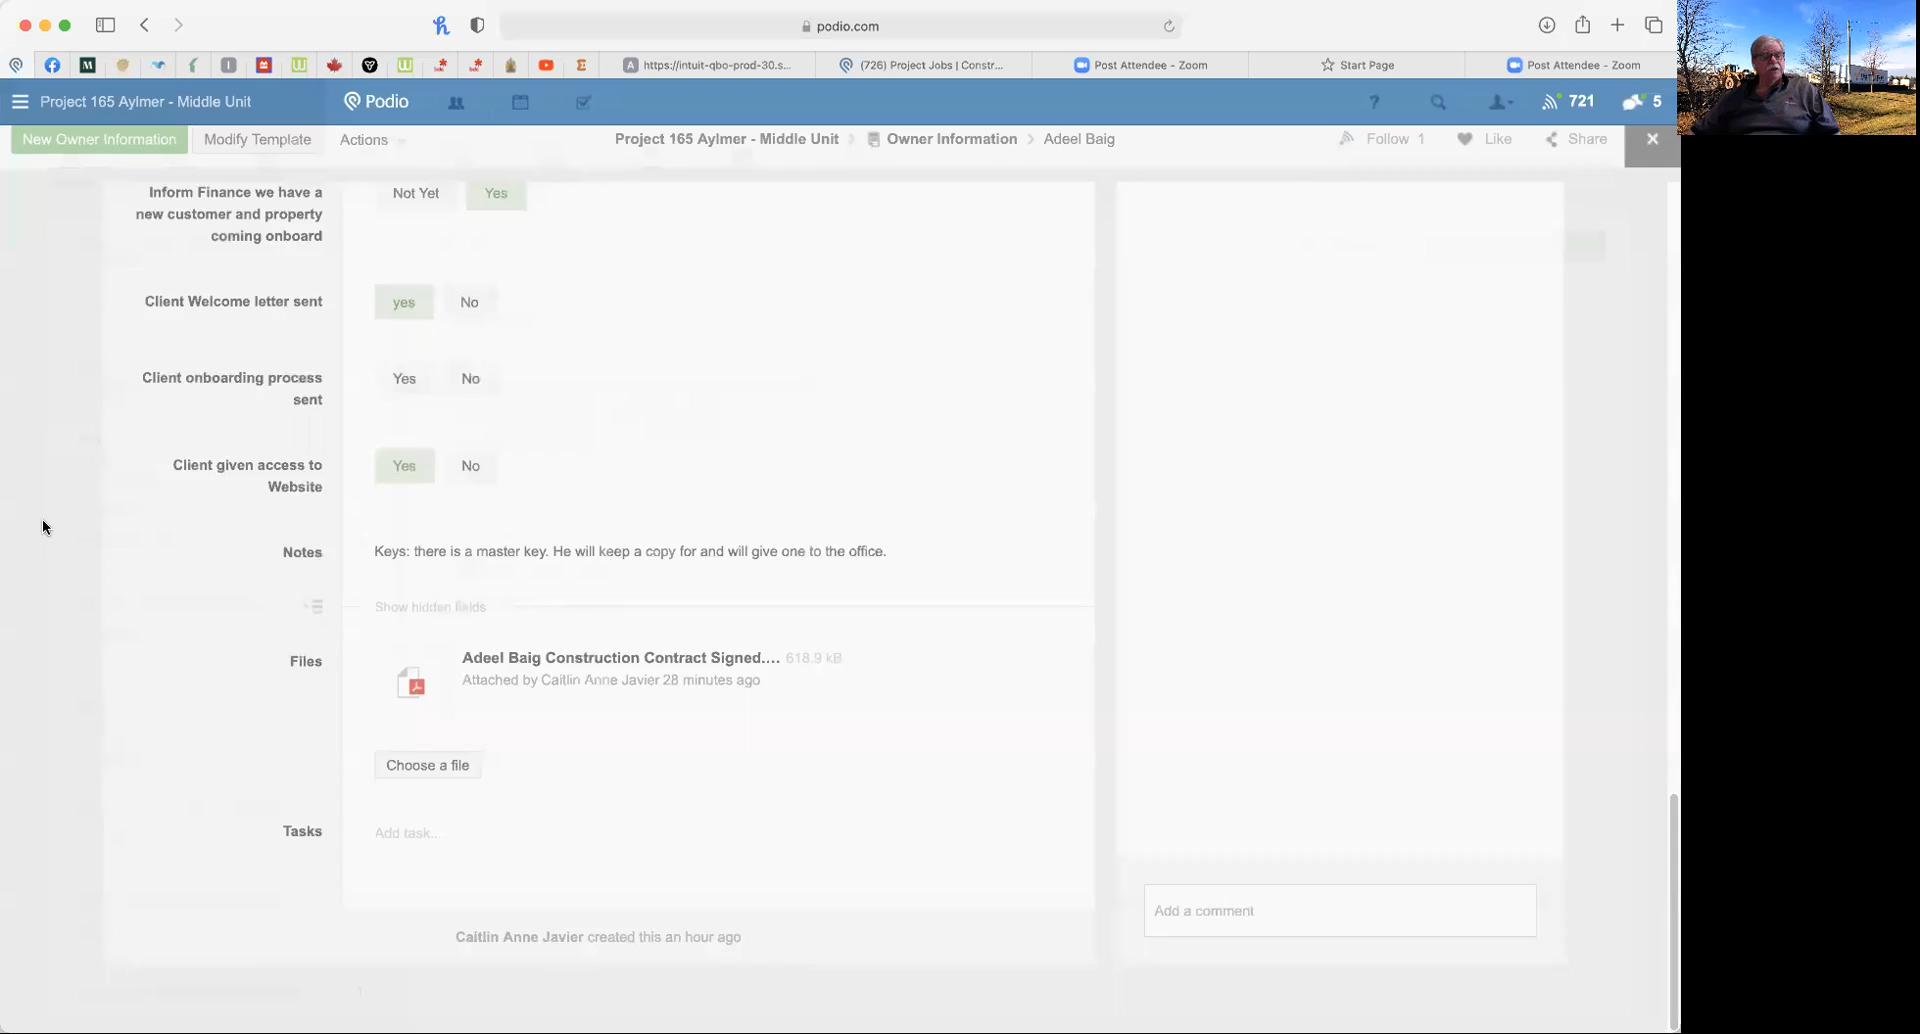 podio.com
https://intuit-qbo-prod-30.s...
(726) Project Jobs | Constr...
Post Attendee - Zoom
Start Page
Post Attendee - Zoom
Project 165 Aylmer - Middle Unit
Podio
?
721
5
New Owner Information
Modify Template
Actions
Project 165 Aylmer - Middle Unit
Owner Information
Adeel Baig
Follow 1
Like
Share
Inform Finance we have a
new customer and property
coming onboard
Not Yet
Yes
Client Welcome letter sent
yes
No
Client onboarding process
sent
Yes
No
Client given access to
Website
Yes
No
Notes
Keys: there is a master key. He will keep a copy for and will give one to the office.
Show hidden fields
Files
Adeel Baig Construction Contract Signed....
618.9 kB
Attached by Caitlin Anne Javier 28 minutes ago
Choose a file
Tasks
Add task...
Add a comment
Caitlin Anne Javier created this an hour ago
1